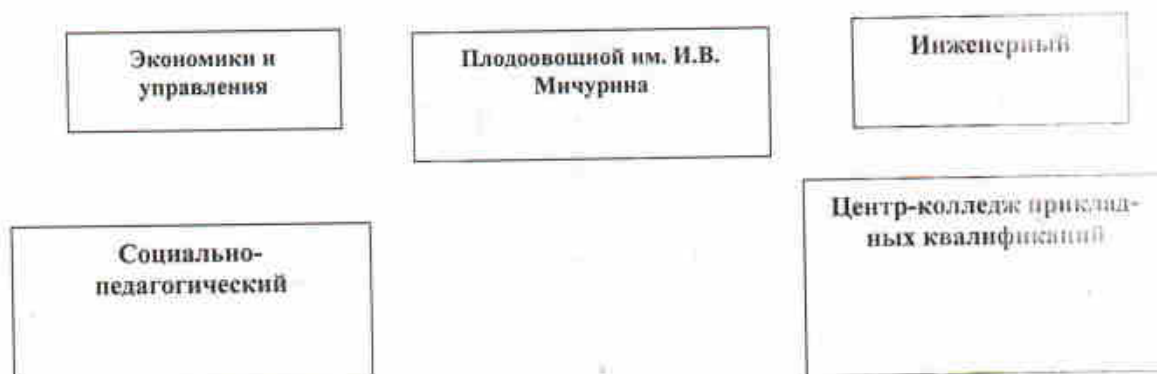 Экономики и
управления
Плодоовощной им. И.В.
Мичурина
Инженерный
Социально-
педагогический
Центр-колледж приклад-
ных квалификаций